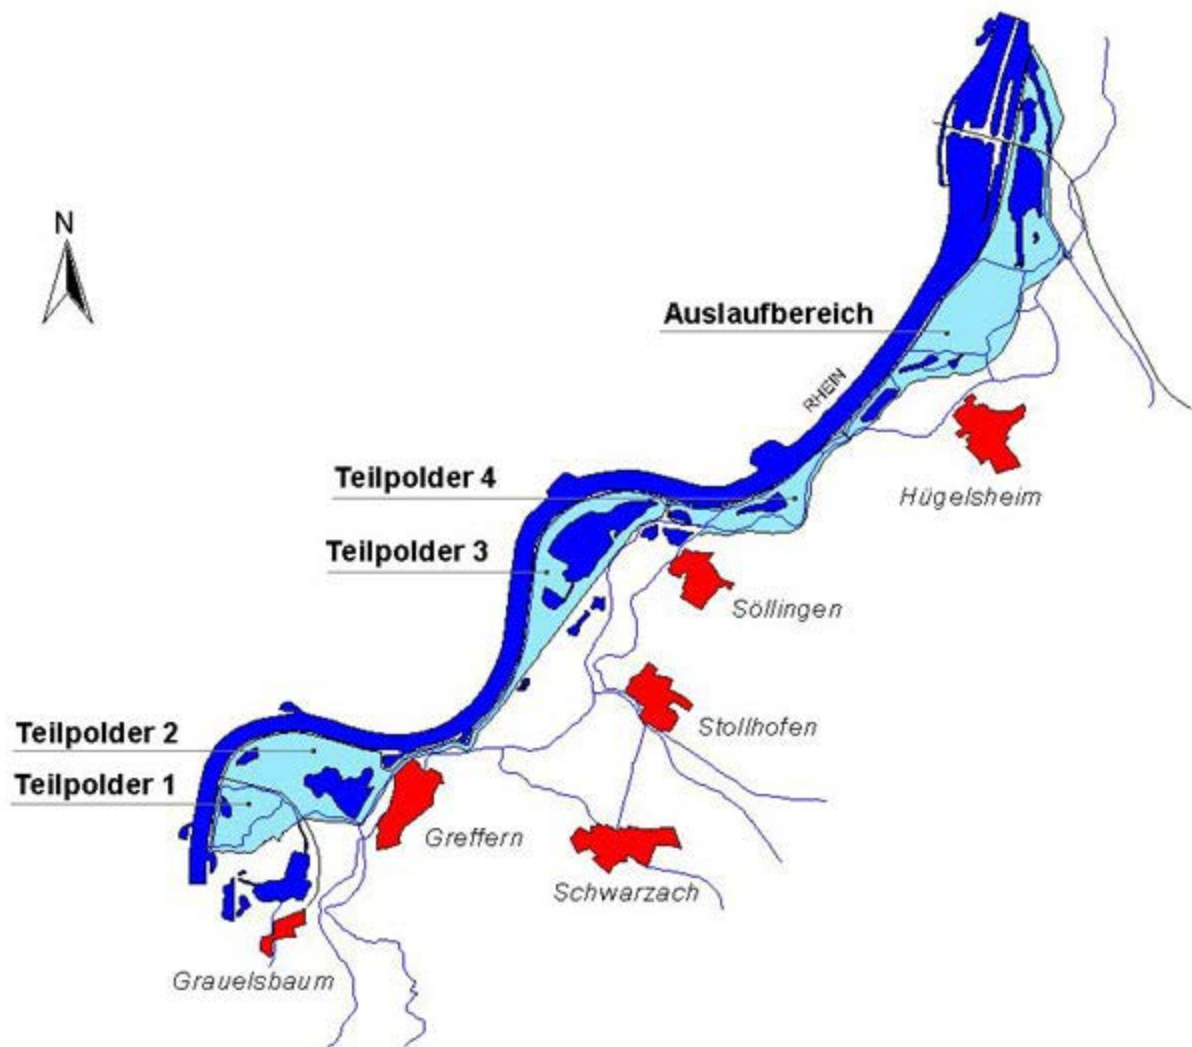 N
Auslaufbereich
RHEIN
Teilpolder 4
Hügelsheim
Teilpolder 3
Söllingen
Stollhofen
Teilpolder 2
Teilpolder 1
Greffern
Schwarzach
Grauelsbaum